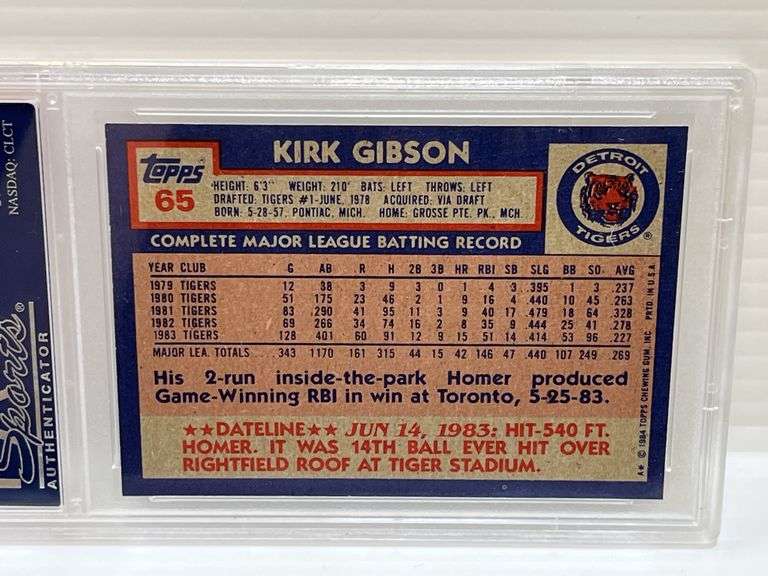 NASDAQ: CLCT
Sports®
AUTHENTICATOR
KIRK GIBSON
Topps
65
HEIGHT: 6'3" WEIGHT: 210' BATS: LEFT THROWS: LEFT
DRAFTED: TIGERS #1-JUNE, 1978 ACQUIRED: VIA DRAFT
BORN: 5-28-57, PONTIAC, MICH. HOME: GROSSE PTE. PK., MCH.
DETROIT
TIGERS®
COMPLETE MAJOR LEAGUE BATTING RECORD
YEAR CLUB G AB R H 2B 3B HR RBI SB SLG BB SO AVG
1979 TIGERS 12 38 3 9 3 0 1 4 3 .395 1 3 .237
1980 TIGERS 51 175 23 46 2 1 9 16 4 .440 10 45 .263
1981 TIGERS 83 290 41 95 11 3 9 40 17 .479 18 64 .328
1982 TIGERS 69 266 34 74 16 2 8 35 9 .444 25 41 .278
1983 TIGERS 128 401 60 91 12 9 15 51 14 .414 53 96 .227
MAJOR LEA. TOTALS 343 1170 161 315 44 15 42 146 47 .440 107 249 .269
His 2-run inside-the-park Homer produced
Game-Winning RBI in win at Toronto, 5-25-83.
★★DATELINE★★ JUN 14, 1983: HIT-540 FT.
HOMER. IT WAS 14TH BALL EVER HIT OVER
RIGHTFIELD ROOF AT TIGER STADIUM.
A* © 1984 TOPPS CHEWING GUM, INC. PRTD. IN U.S.A.